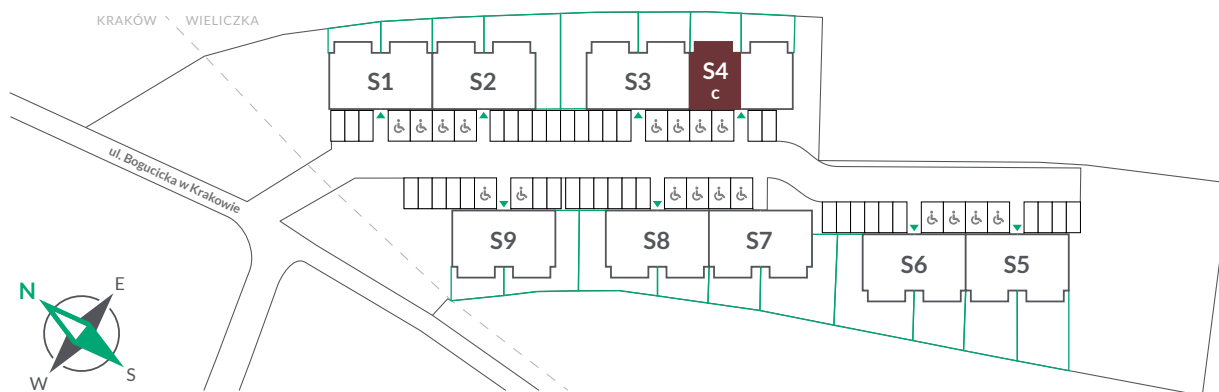 KRAKÓW WIELICZKA
S1 S2 S3 S4
C
ul. Bogucicka w Krakowie
S9 S8 S7
S6 S5
N E
W S